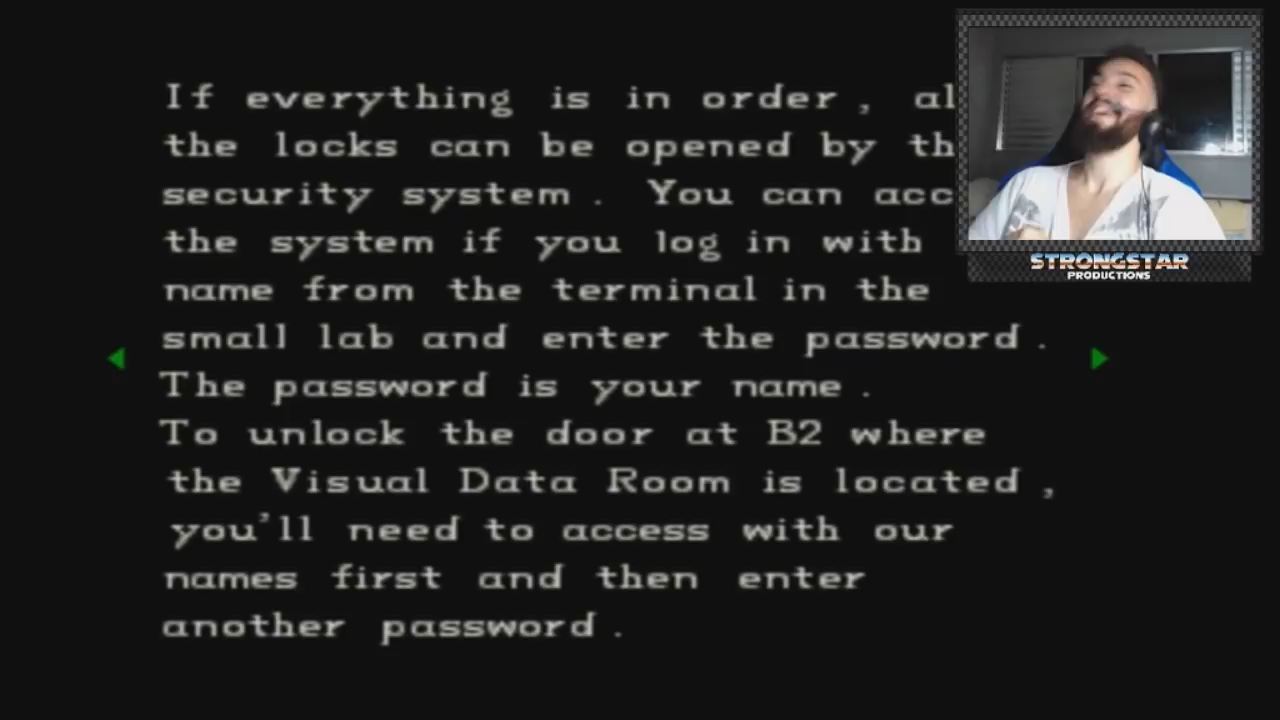 If everything is in order, al
the locks can be opened by th
security system. You can acc
the system if you log in with
name from the terminal in the
small lab and enter the password.
The password is your name.
To unlock the door at B2 where
the Visual Data Room is located,
you'll need to access with our
names first and then enter
another password.
STRONGSTAR
PRODUCTIONS